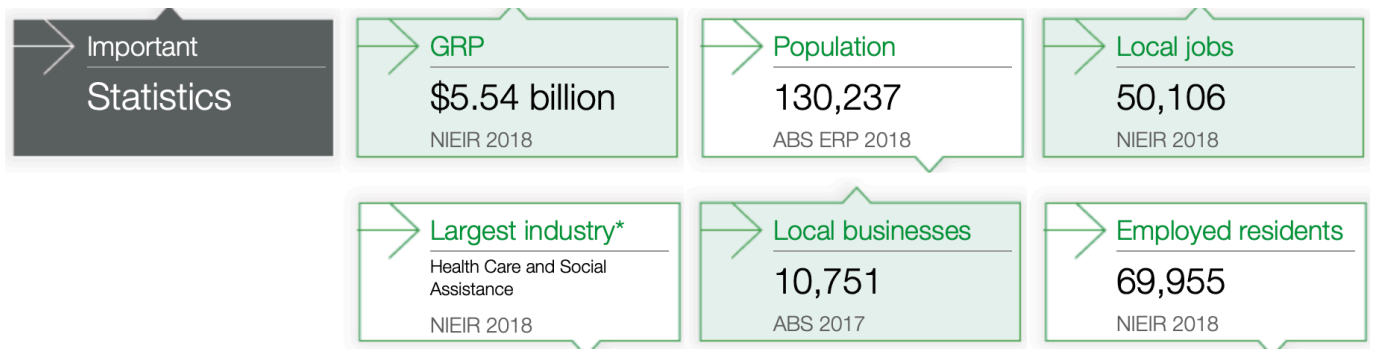 Important
Statistics
GRP
$5.54 billion
NIEIR 2018
Population
130,237
ABS ERP 2018
Local jobs
50,106
NIEIR 2018
Largest industry*
Health Care and Social
Assistance
NIEIR 2018
Local businesses
10,751
ABS 2017
Employed residents
69,955
NIEIR 2018